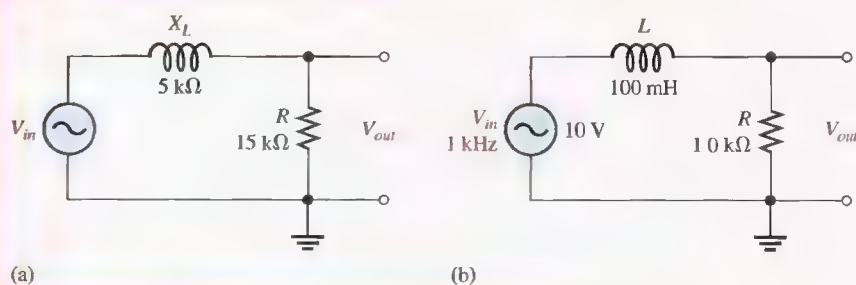 X_L
5 kΩ
V_in
R
15 kΩ
V_out
(a)
L
100 mH
V_in
1 kHz
10 V
R
1 0 kΩ
V_out
(b)